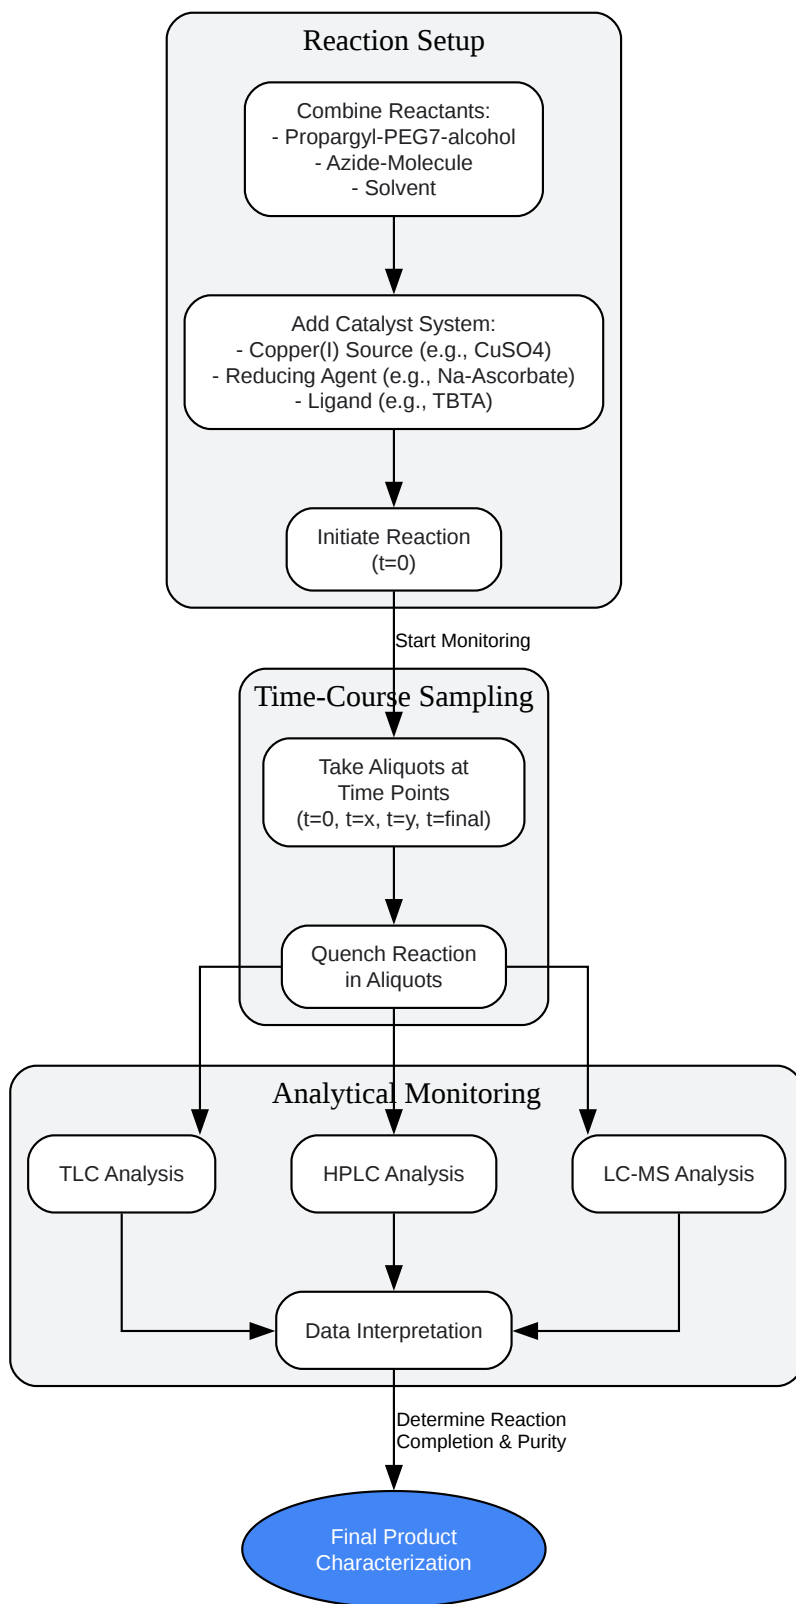 Reaction Setup
Combine Reactants:
- Propargyl-PEG7-alcohol
- Azide-Molecule
- Solvent
Add Catalyst System:
- Copper(I) Source (e.g., CuSO4)
- Reducing Agent (e.g., Na-Ascorbate)
- Ligand (e.g., TBTA)
Initiate Reaction
(t=0)
Start Monitoring
Time-Course Sampling
Take Aliquots at
Time Points
(t=0, t=x, t=y, t=final)
Quench Reaction
in Aliquots
Analytical Monitoring
TLC Analysis
HPLC Analysis
LC-MS Analysis
Data Interpretation
Determine Reaction
Completion & Purity
Final Product
Characterization